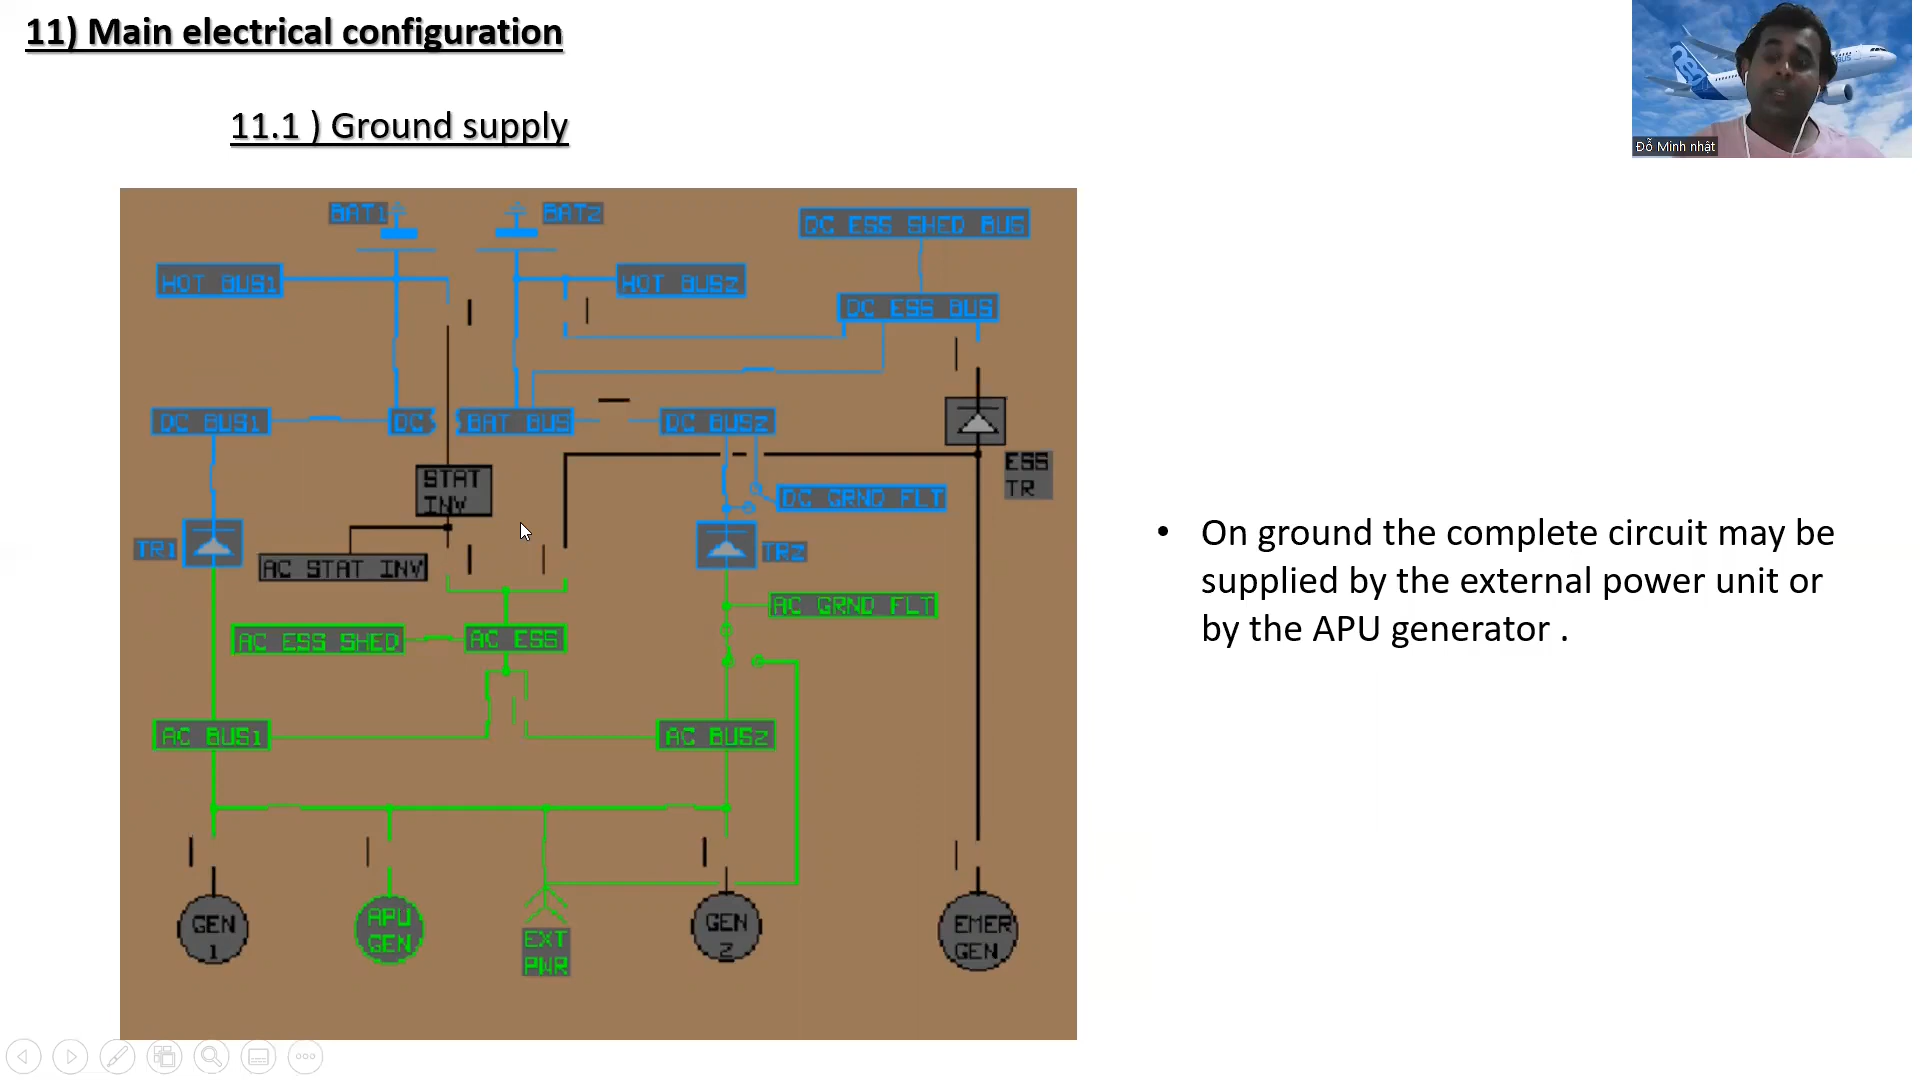 11) Main electrical configuration
11.1 ) Ground supply
Đỗ Minh nhật
BAT1
BAT2
DC ESS SHED BUS
HOT BUS1
HOT BUS2
DC ESS BUS
DC BUS1
DC
BAT BUS
DC BUS2
STAT
INV
ESS
TR
DC GRND FLT
TR1
AC STAT INV
TR2
AC GRND FLT
AC ESS SHED
AC ESS
AC BUS1
AC BUS2
GEN
1
APU
GEN
EXT
PWR
GEN
2
EMER
GEN
• On ground the complete circuit may be
supplied by the external power unit or
by the APU generator .